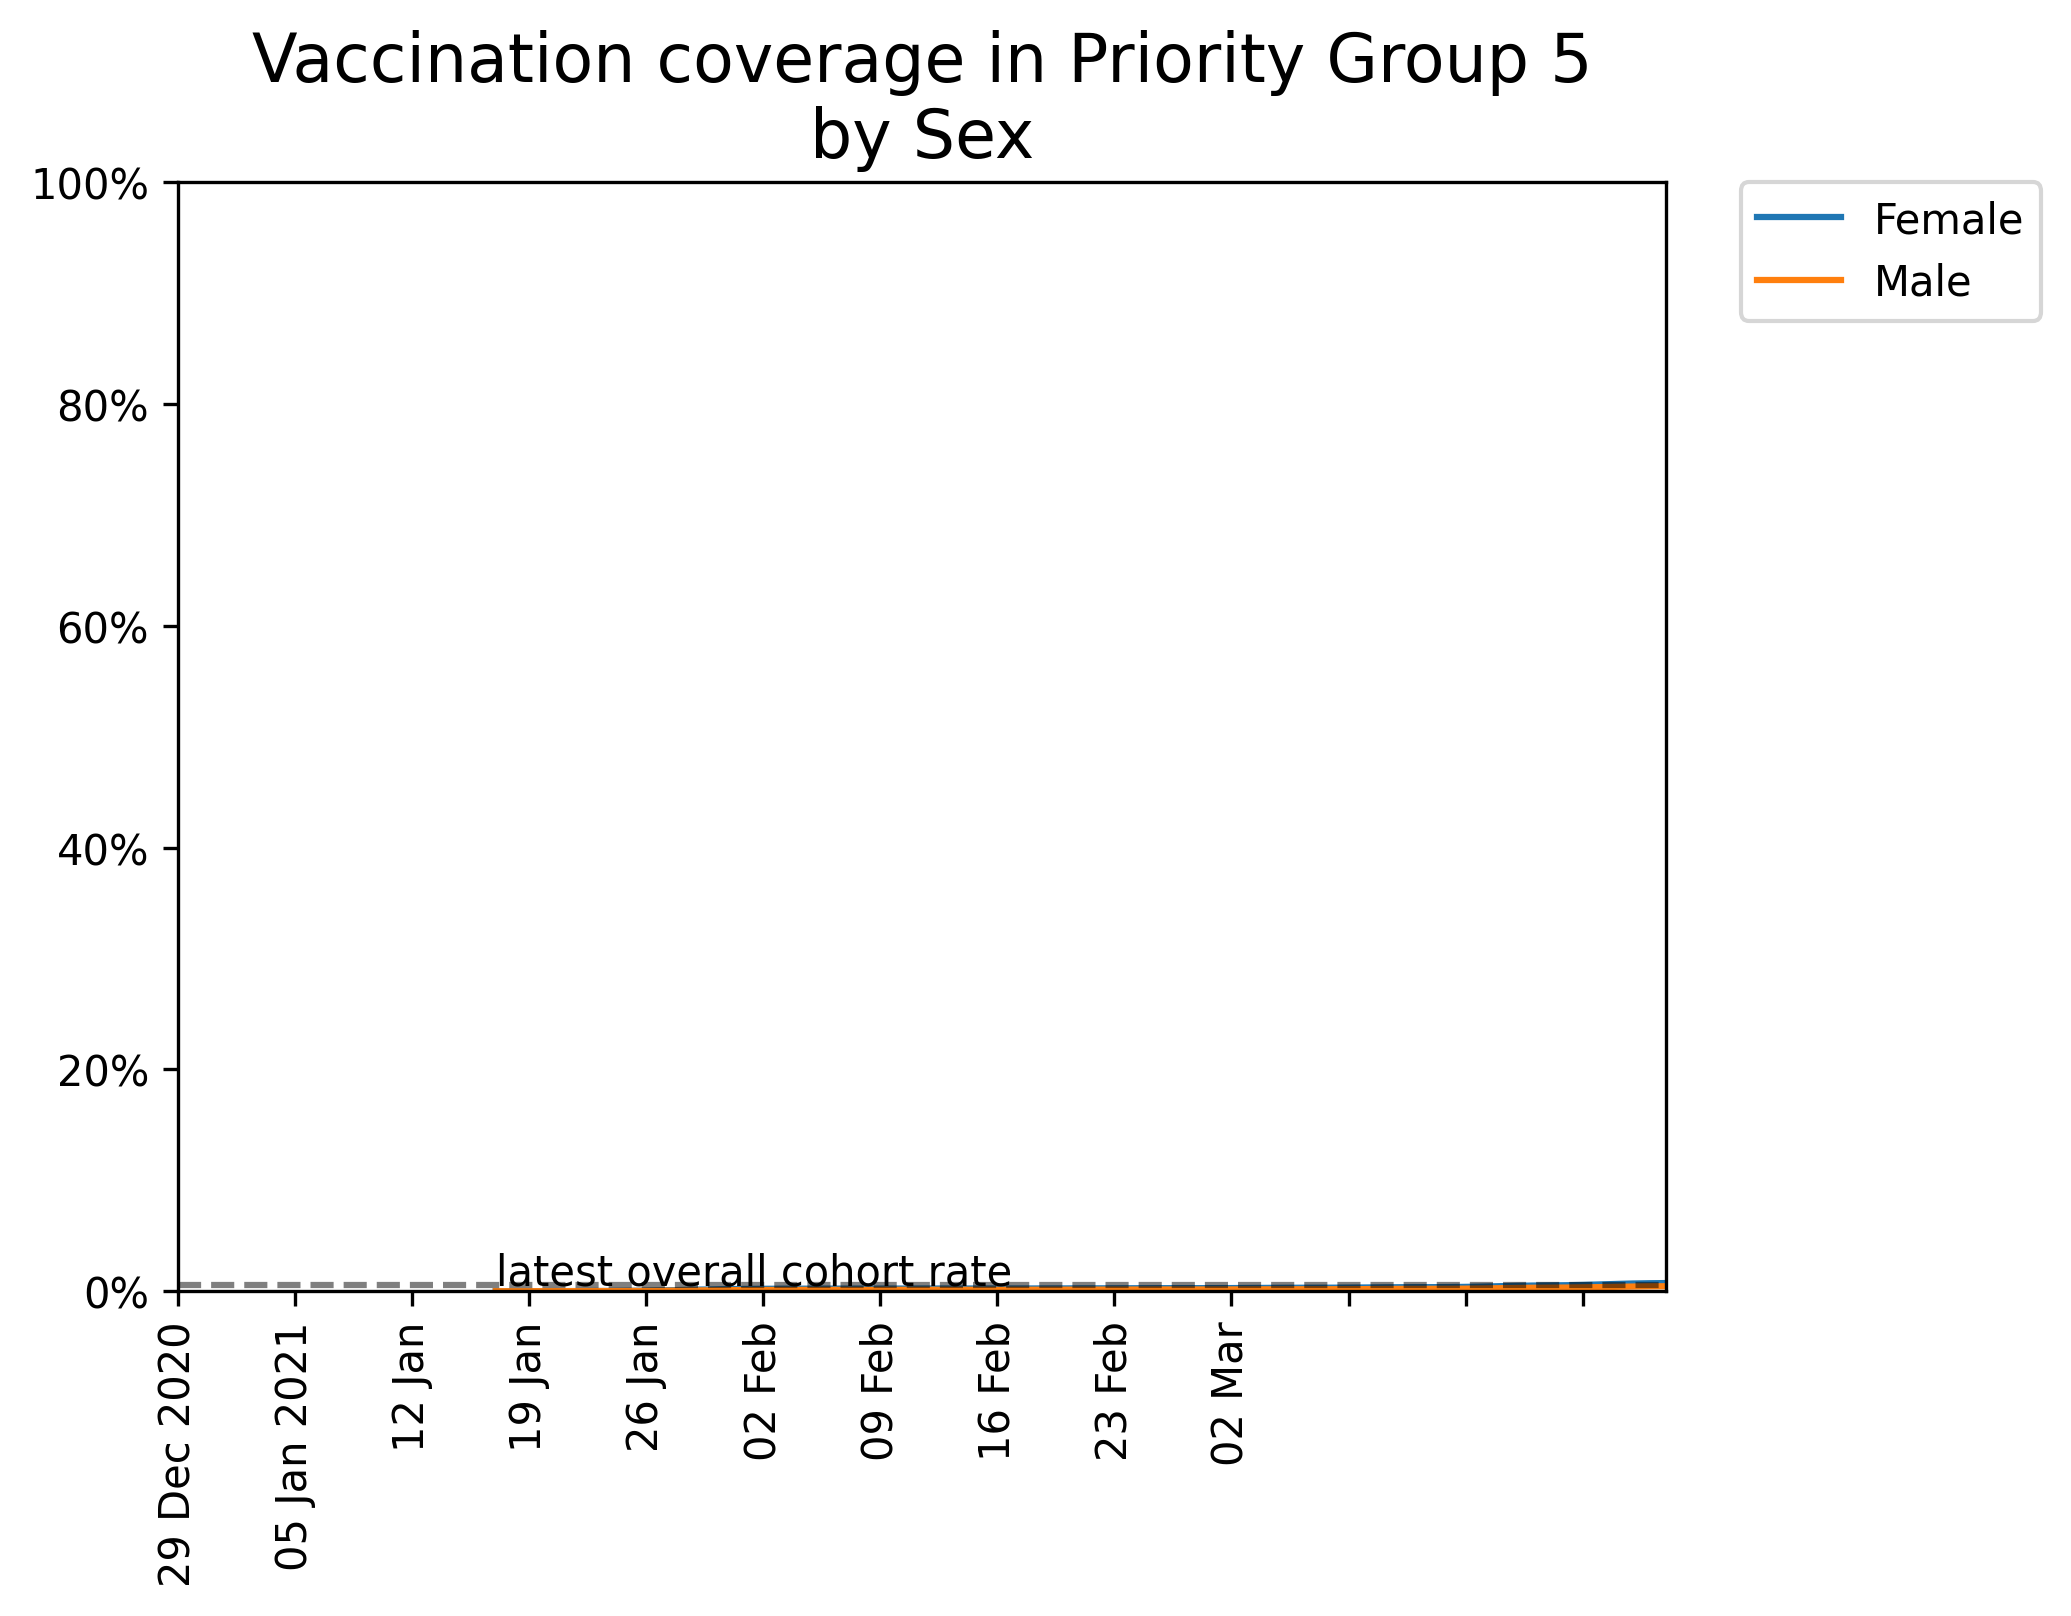 Vaccination coverage in Priority Group 5
by Sex
100%
80%
60%
40%
20%
0%
latest overall cohort rate
29 Dec 2020
05 Jan 2021
12 Jan
19 Jan
26 Jan
02 Feb
09 Feb
16 Feb
23 Feb
02 Mar
Female
Male